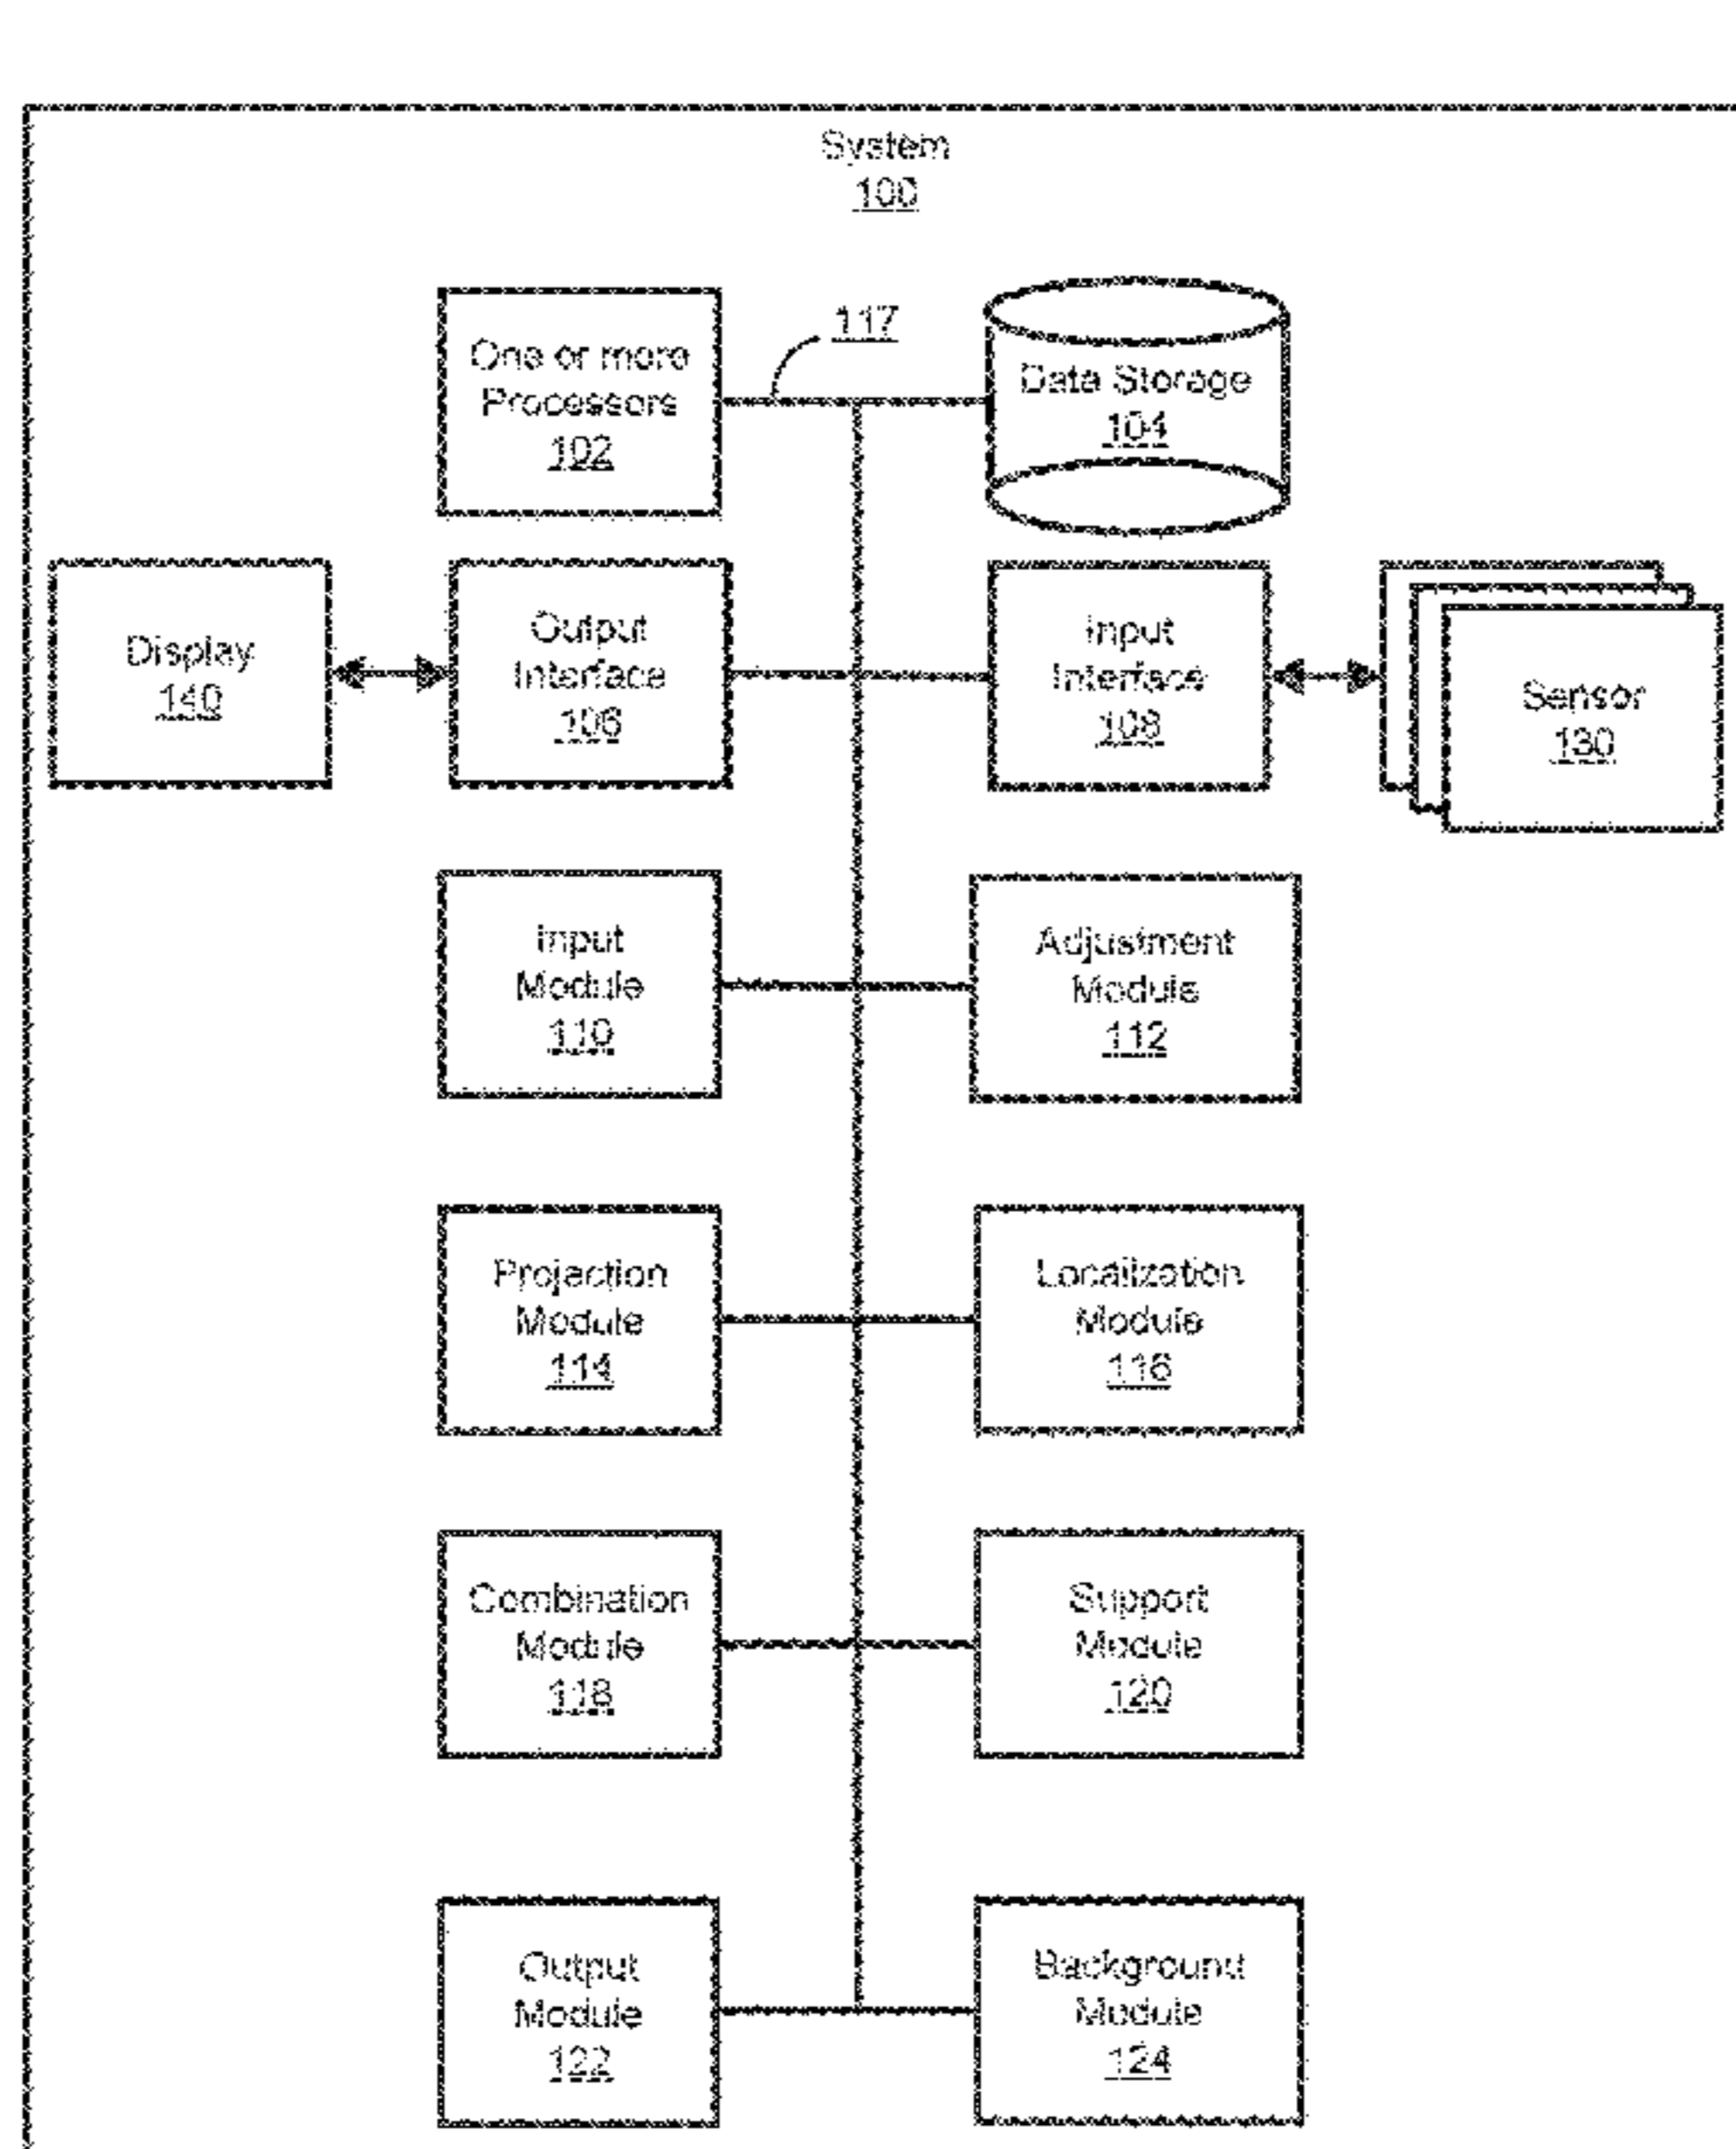 System
100
One or more
Processors
102
117
Data Storage
104
Display
140
Output
Interface
106
Input
Interface
108
Sensor
130
Input
Module
110
Adjustment
Module
112
Projection
Module
114
Localization
Module
116
Combination
Module
118
Support
Module
120
Output
Module
122
Background
Module
124